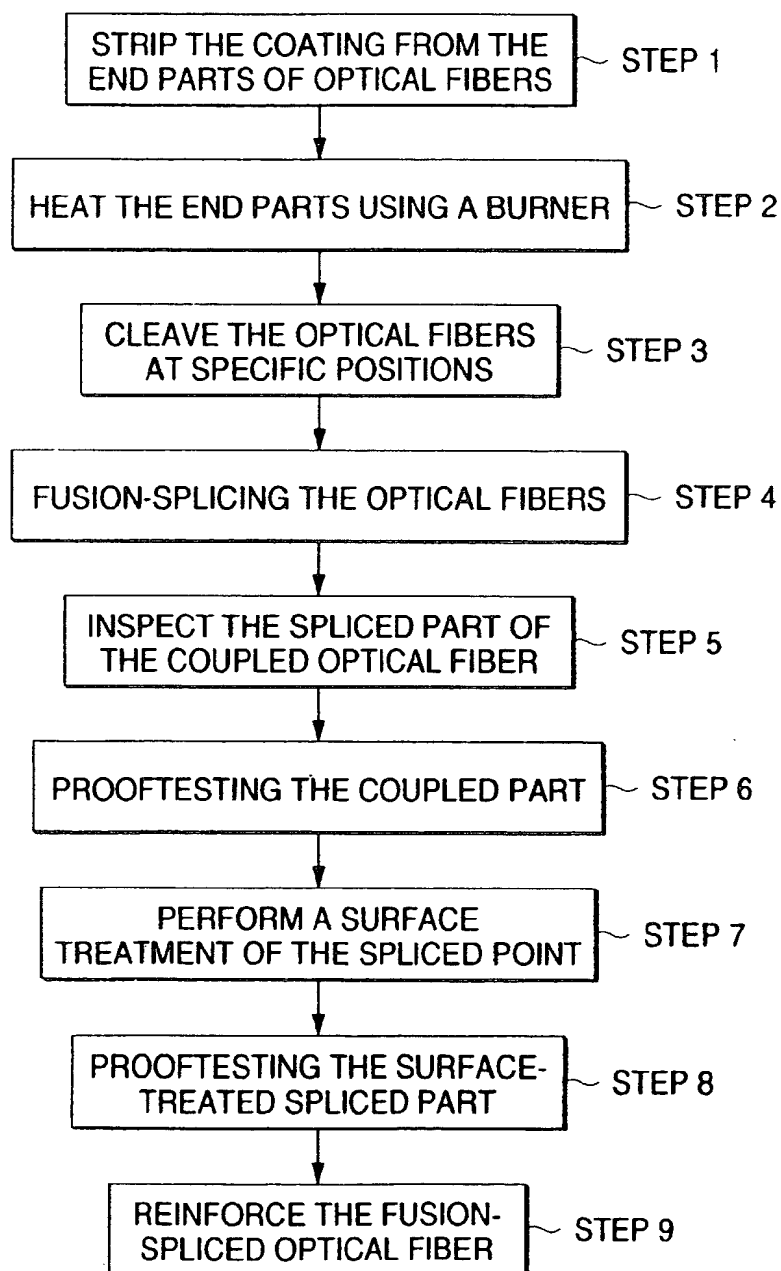 STRIP THE COATING FROM THE
END PARTS OF OPTICAL FIBERS
STEP 1
HEAT THE END PARTS USING A BURNER
STEP 2
CLEAVE THE OPTICAL FIBERS
AT SPECIFIC POSITIONS
STEP 3
FUSION-SPLICING THE OPTICAL FIBERS
STEP 4
INSPECT THE SPLICED PART OF
THE COUPLED OPTICAL FIBER
STEP 5
PROOFTESTING THE COUPLED PART
STEP 6
PERFORM A SURFACE
TREATMENT OF THE SPLICED POINT
STEP 7
PROOFTESTING THE SURFACE-
TREATED SPLICED PART
STEP 8
REINFORCE THE FUSION-
SPLICED OPTICAL FIBER
STEP 9